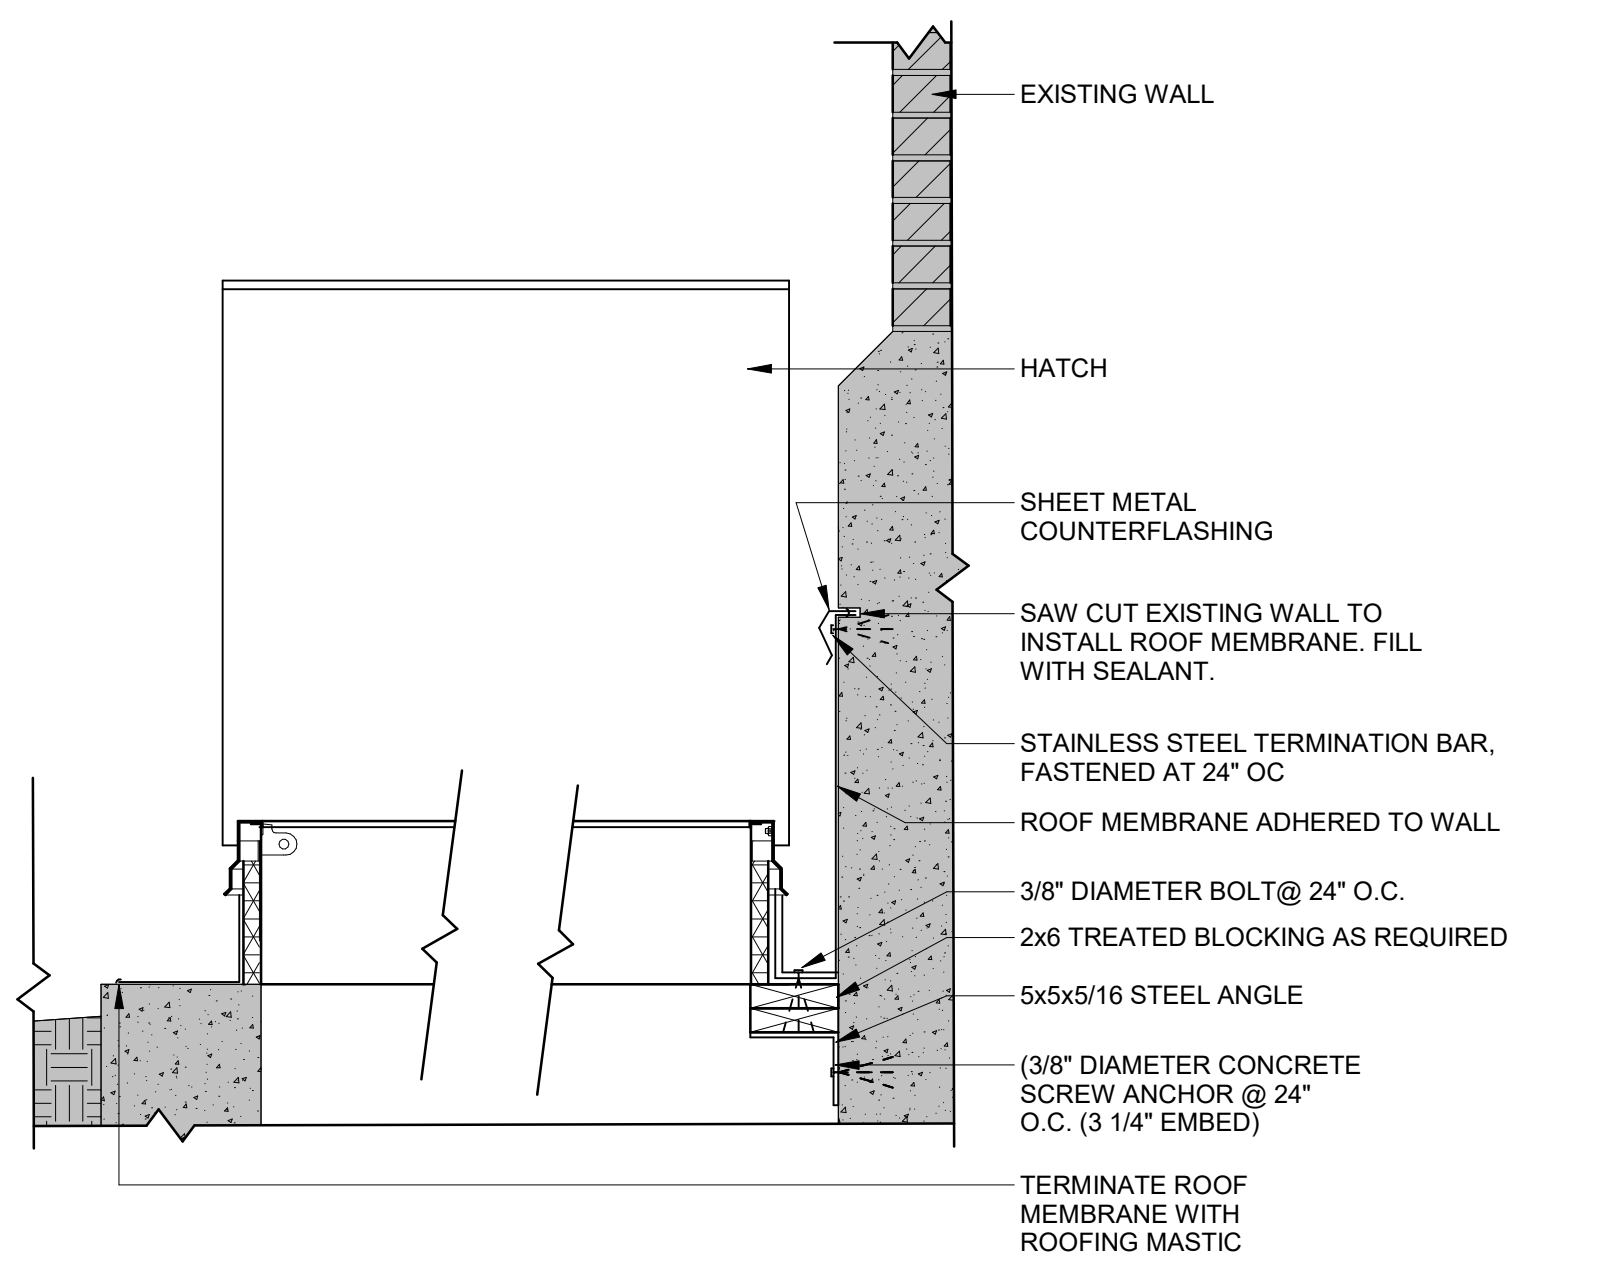 EXISTING WALL
HATCH
SHEET METAL
COUNTERFLASHING
SAW CUT EXISTING WALL TO
INSTALL ROOF MEMBRANE. FILL
WITH SEALANT.
STAINLESS STEEL TERMINATION BAR,
FASTENED AT 24" OC
ROOF MEMBRANE ADHERED TO WALL
3/8" DIAMETER BOLT@ 24" O.C.
2x6 TREATED BLOCKING AS REQUIRED
5x5x5/16 STEEL ANGLE
(3/8" DIAMETER CONCRETE
SCREW ANCHOR @ 24"
O.C. (3 1/4" EMBED)
TERMINATE ROOF
MEMBRANE WITH
ROOFING MASTIC